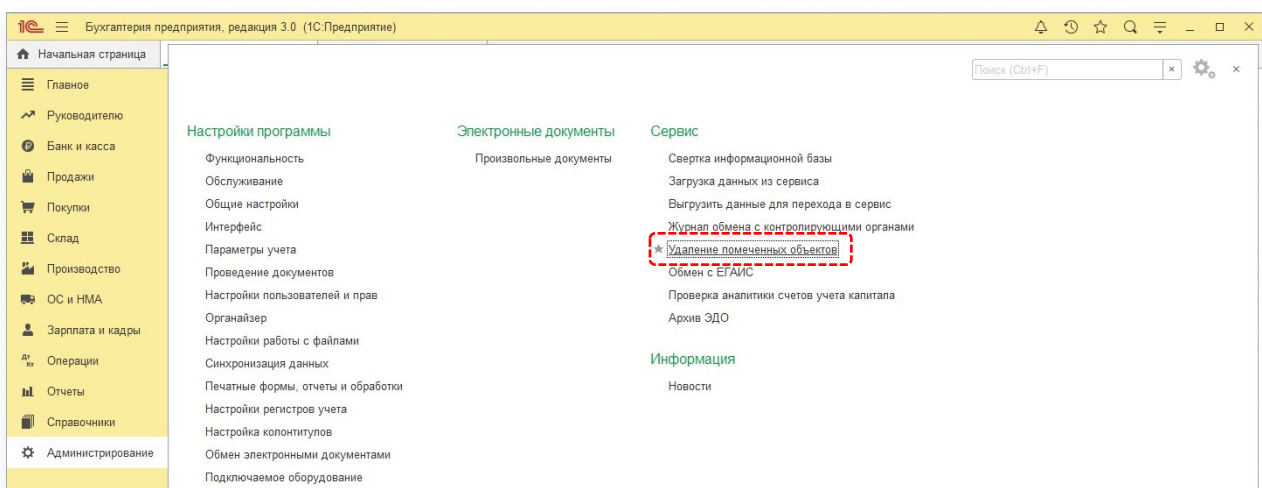 1С Бухгалтерия предприятия, редакция 3.0 (1С:Предприятие)
Начальная страница
Поиск (Ctrl+F)
Главное
Руководителю
Банк и касса
Продажи
Покупки
Склад
Производство
ОС и НМА
Зарплата и кадры
Дт Кт Операции
Отчеты
Справочники
Администрирование
Настройки программы
Функциональность
Обслуживание
Общие настройки
Интерфейс
Параметры учета
Проведение документов
Настройки пользователей и прав
Органайзер
Настройки работы с файлами
Синхронизация данных
Печатные формы, отчеты и обработки
Настройки регистров учета
Настройка колонтитулов
Обмен электронными документами
Подключаемое оборудование
Электронные документы
Произвольные документы
Сервис
Свертка информационной базы
Загрузка данных из сервиса
Выгрузить данные для перехода в сервис
Журнал обмена с контролирующими органами
Удаление помеченных объектов
Обмен с ЕГАИС
Проверка аналитики счетов учета капитала
Архив ЭДО
Информация
Новости